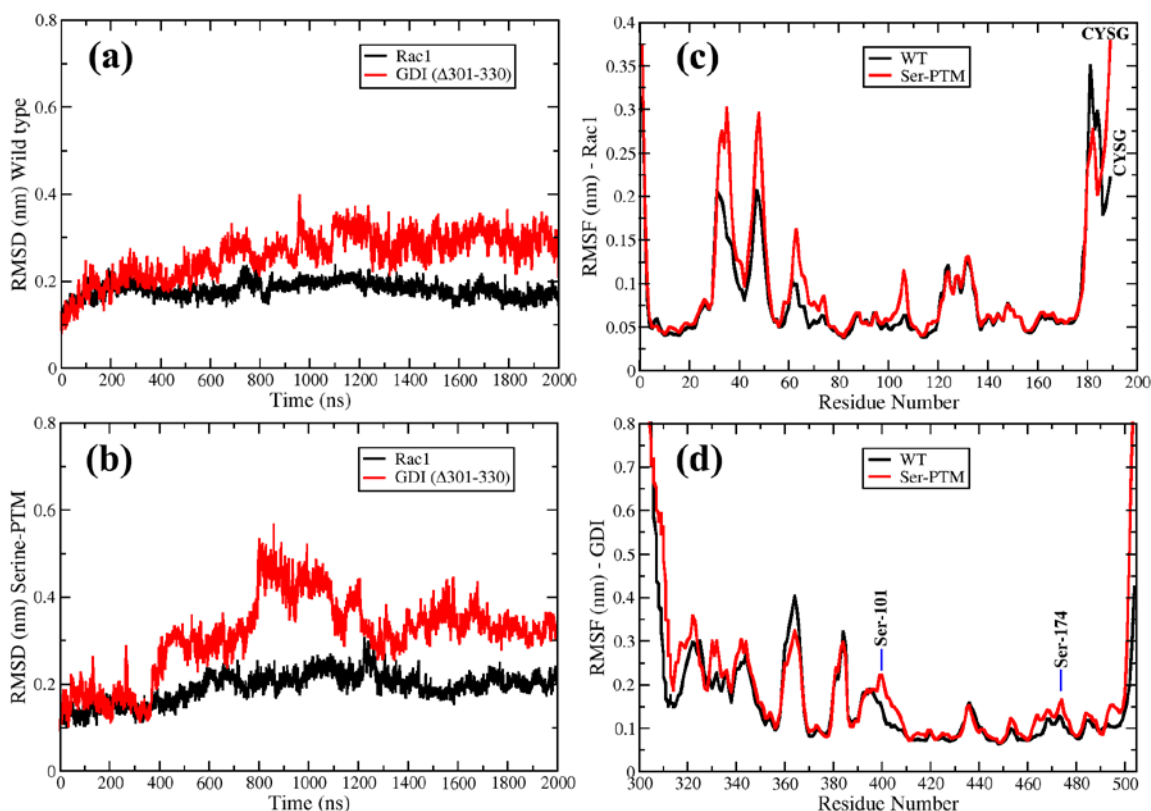 (a)
Rac1
GDI (Δ301-330)
RMSD (nm) Wild type
0.8
0.6
0.4
0.2
0
0 200 400 600 800 1000 1200 1400 1600 1800 2000
Time (ns)
(c)
WT
Ser-PTM
CYSG
CYSG
RMSF (nm) - Rac1
0.4
0.35
0.3
0.25
0.2
0.15
0.1
0.05
0
0 20 40 60 80 100 120 140 160 180 200
Residue Number
(b)
Rac1
GDI (Δ301-330)
RMSD (nm) Serine-PTM
0.8
0.6
0.4
0.2
0
0 200 400 600 800 1000 1200 1400 1600 1800 2000
Time (ns)
(d)
WT
Ser-PTM
Ser-101
Ser-174
RMSF (nm) - GDI
0.8
0.7
0.6
0.5
0.4
0.3
0.2
0.1
0
300 320 340 360 380 400 420 440 460 480 500
Residue Number